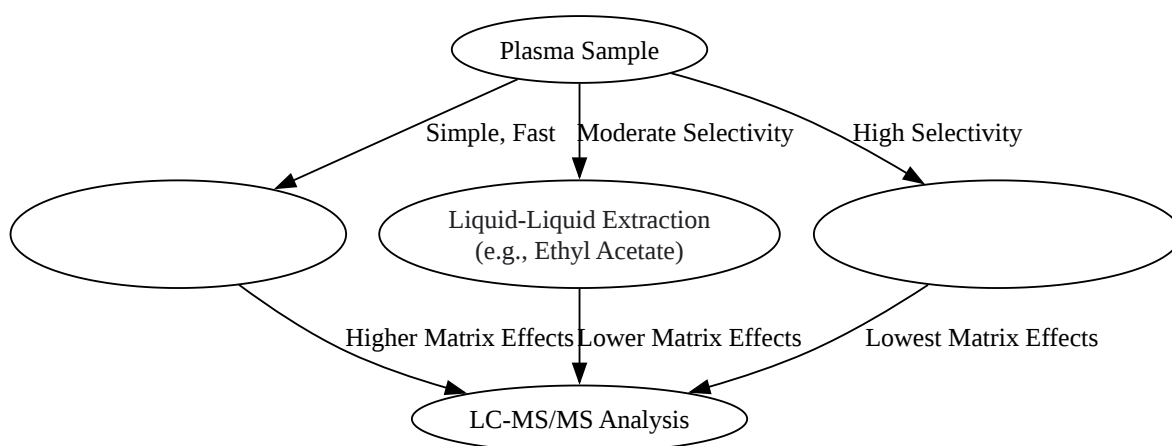 Plasma Sample
Simple, Fast
Moderate Selectivity
High Selectivity
Liquid-Liquid Extraction
(e.g., Ethyl Acetate)
Higher Matrix Effects
Lower Matrix Effects
Lowest Matrix Effects
LC-MS/MS Analysis